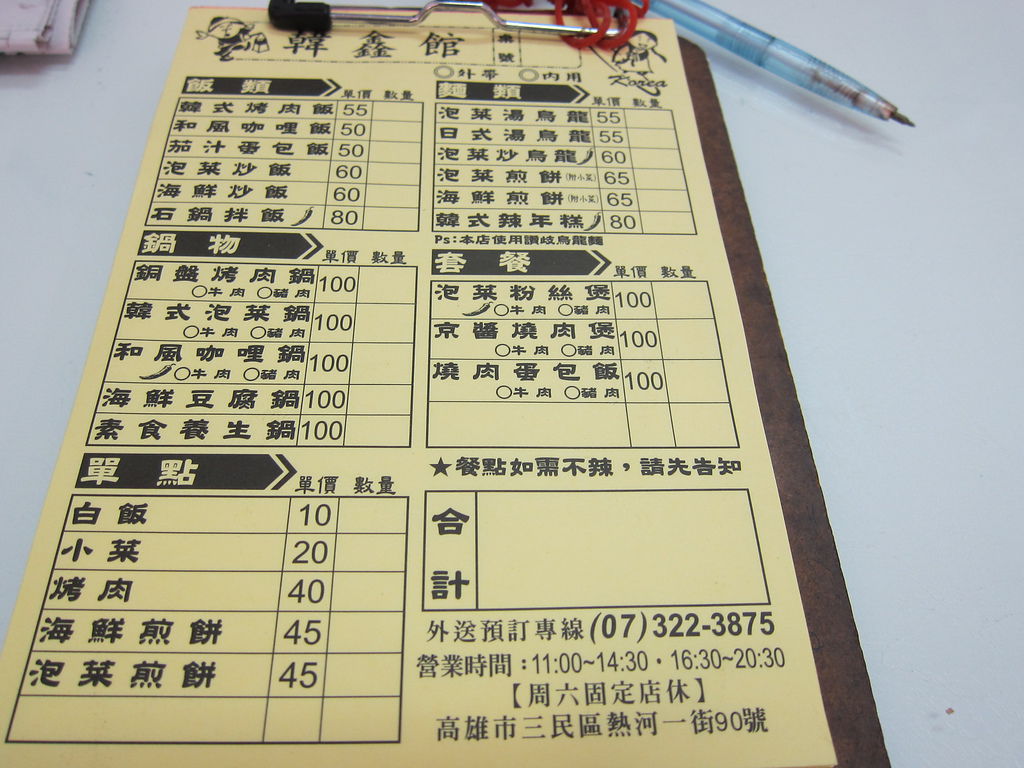 韓鑫館
桌號
Korea
○外帶 ○內用
飯類 單價 數量
韓式烤肉飯 55
和風咖哩飯 50
茄汁蛋包飯 50
泡菜炒飯 60
海鮮炒飯 60
石鍋拌飯 80
鍋物 單價 數量
銅盤烤肉鍋 100
○牛肉 ○豬肉
韓式泡菜鍋 100
○牛肉 ○豬肉
和風咖哩鍋 100
○牛肉 ○豬肉
海鮮豆腐鍋 100
素食養生鍋 100
單點 單價 數量
白飯 10
小菜 20
烤肉 40
海鮮煎餅 45
泡菜煎餅 45
麵類 單價 數量
泡菜湯烏龍 55
日式湯烏龍 55
泡菜炒烏龍 60
泡菜煎餅(附小菜) 65
海鮮煎餅(附小菜) 65
韓式辣年糕 80
Ps:本店使用讚岐烏龍麵
套餐 單價 數量
泡菜粉絲煲 100
○牛肉 ○豬肉
京醬燒肉煲 100
○牛肉 ○豬肉
燒肉蛋包飯 100
○牛肉 ○豬肉
★餐點如需不辣，請先告知
合計
外送預訂專線(07)322-3875
營業時間：11:00~14:30・16:30~20:30
【周六固定店休】
高雄市三民區熱河一街90號